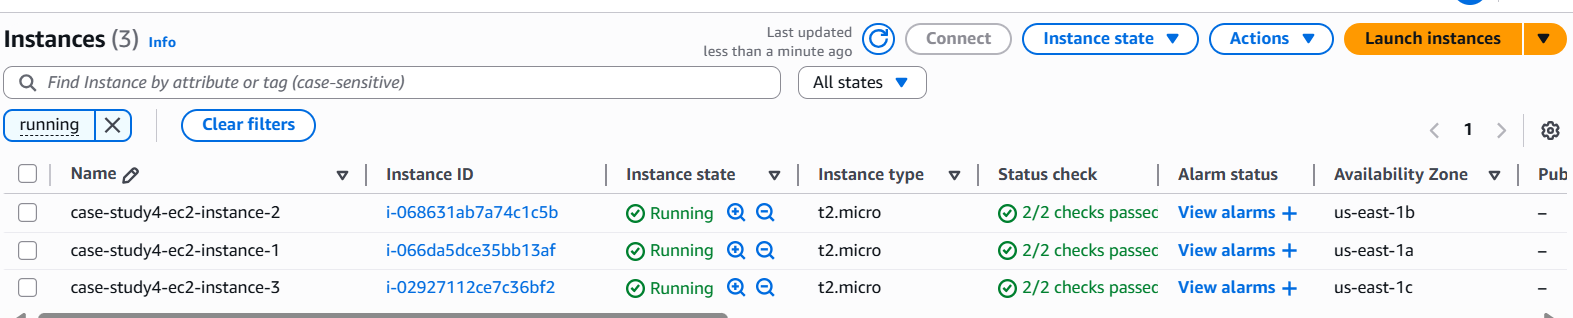 Instances (3) Info
Last updated
less than a minute ago
Connect
Instance state
Actions
Launch instances
Find Instance by attribute or tag (case-sensitive)
All states
running
Clear filters
1
Name Instance ID Instance state Instance type Status check Alarm status Availability Zone Pub
case-study4-ec2-instance-2 i-068631ab7a74c1c5b Running t2.micro 2/2 checks passed View alarms + us-east-1b –
case-study4-ec2-instance-1 i-066da5dce35bb13af Running t2.micro 2/2 checks passed View alarms + us-east-1a –
case-study4-ec2-instance-3 i-02927112ce7c36bf2 Running t2.micro 2/2 checks passed View alarms + us-east-1c –